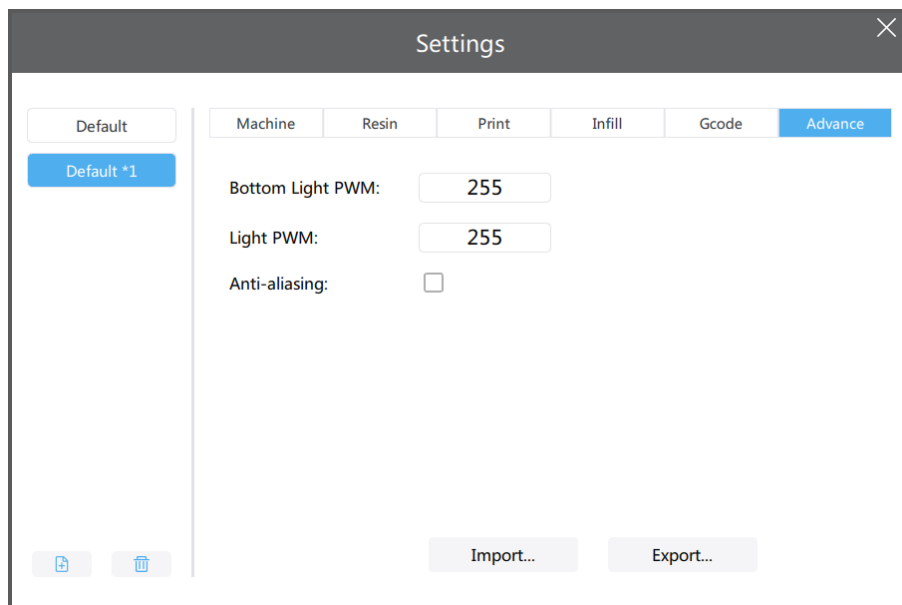 Settings
Default
Default *1
Machine Resin Print Infill Gcode Advance
Bottom Light PWM: 255
Light PWM: 255
Anti-aliasing:
Import... Export...